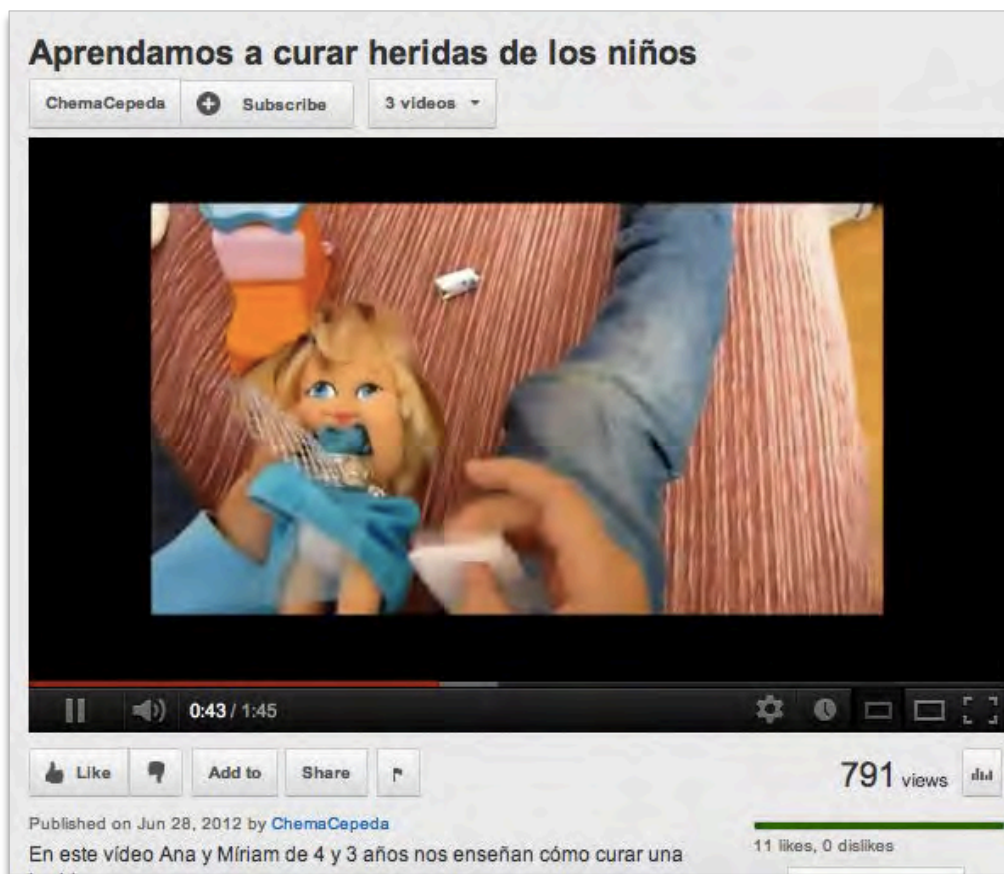 Aprendamos a curar heridas de los niños
ChemaCepeda Subscribe 3 videos
0:43 / 1:45
Like Add to Share 791 views
Published on Jun 28, 2012 by ChemaCepeda
11 likes, 0 dislikes
En este vídeo Ana y Míriam de 4 y 3 años nos enseñan cómo curar una